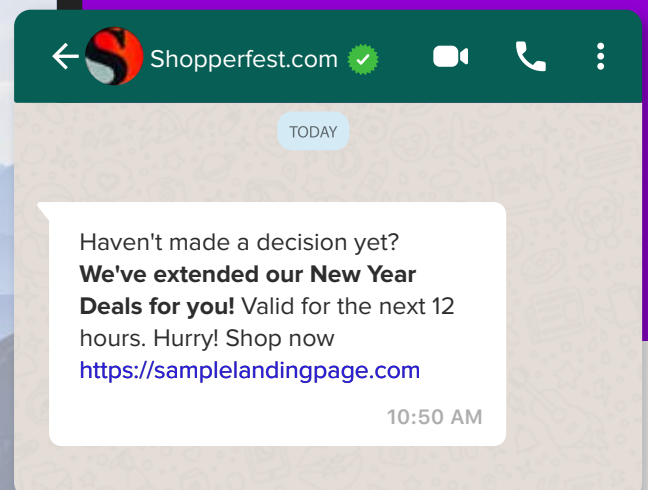 Shopperfest.com
TODAY
Haven't made a decision yet?
We've extended our New Year
Deals for you! Valid for the next 12
hours. Hurry! Shop now
https://samplelandingpage.com
10:50 AM